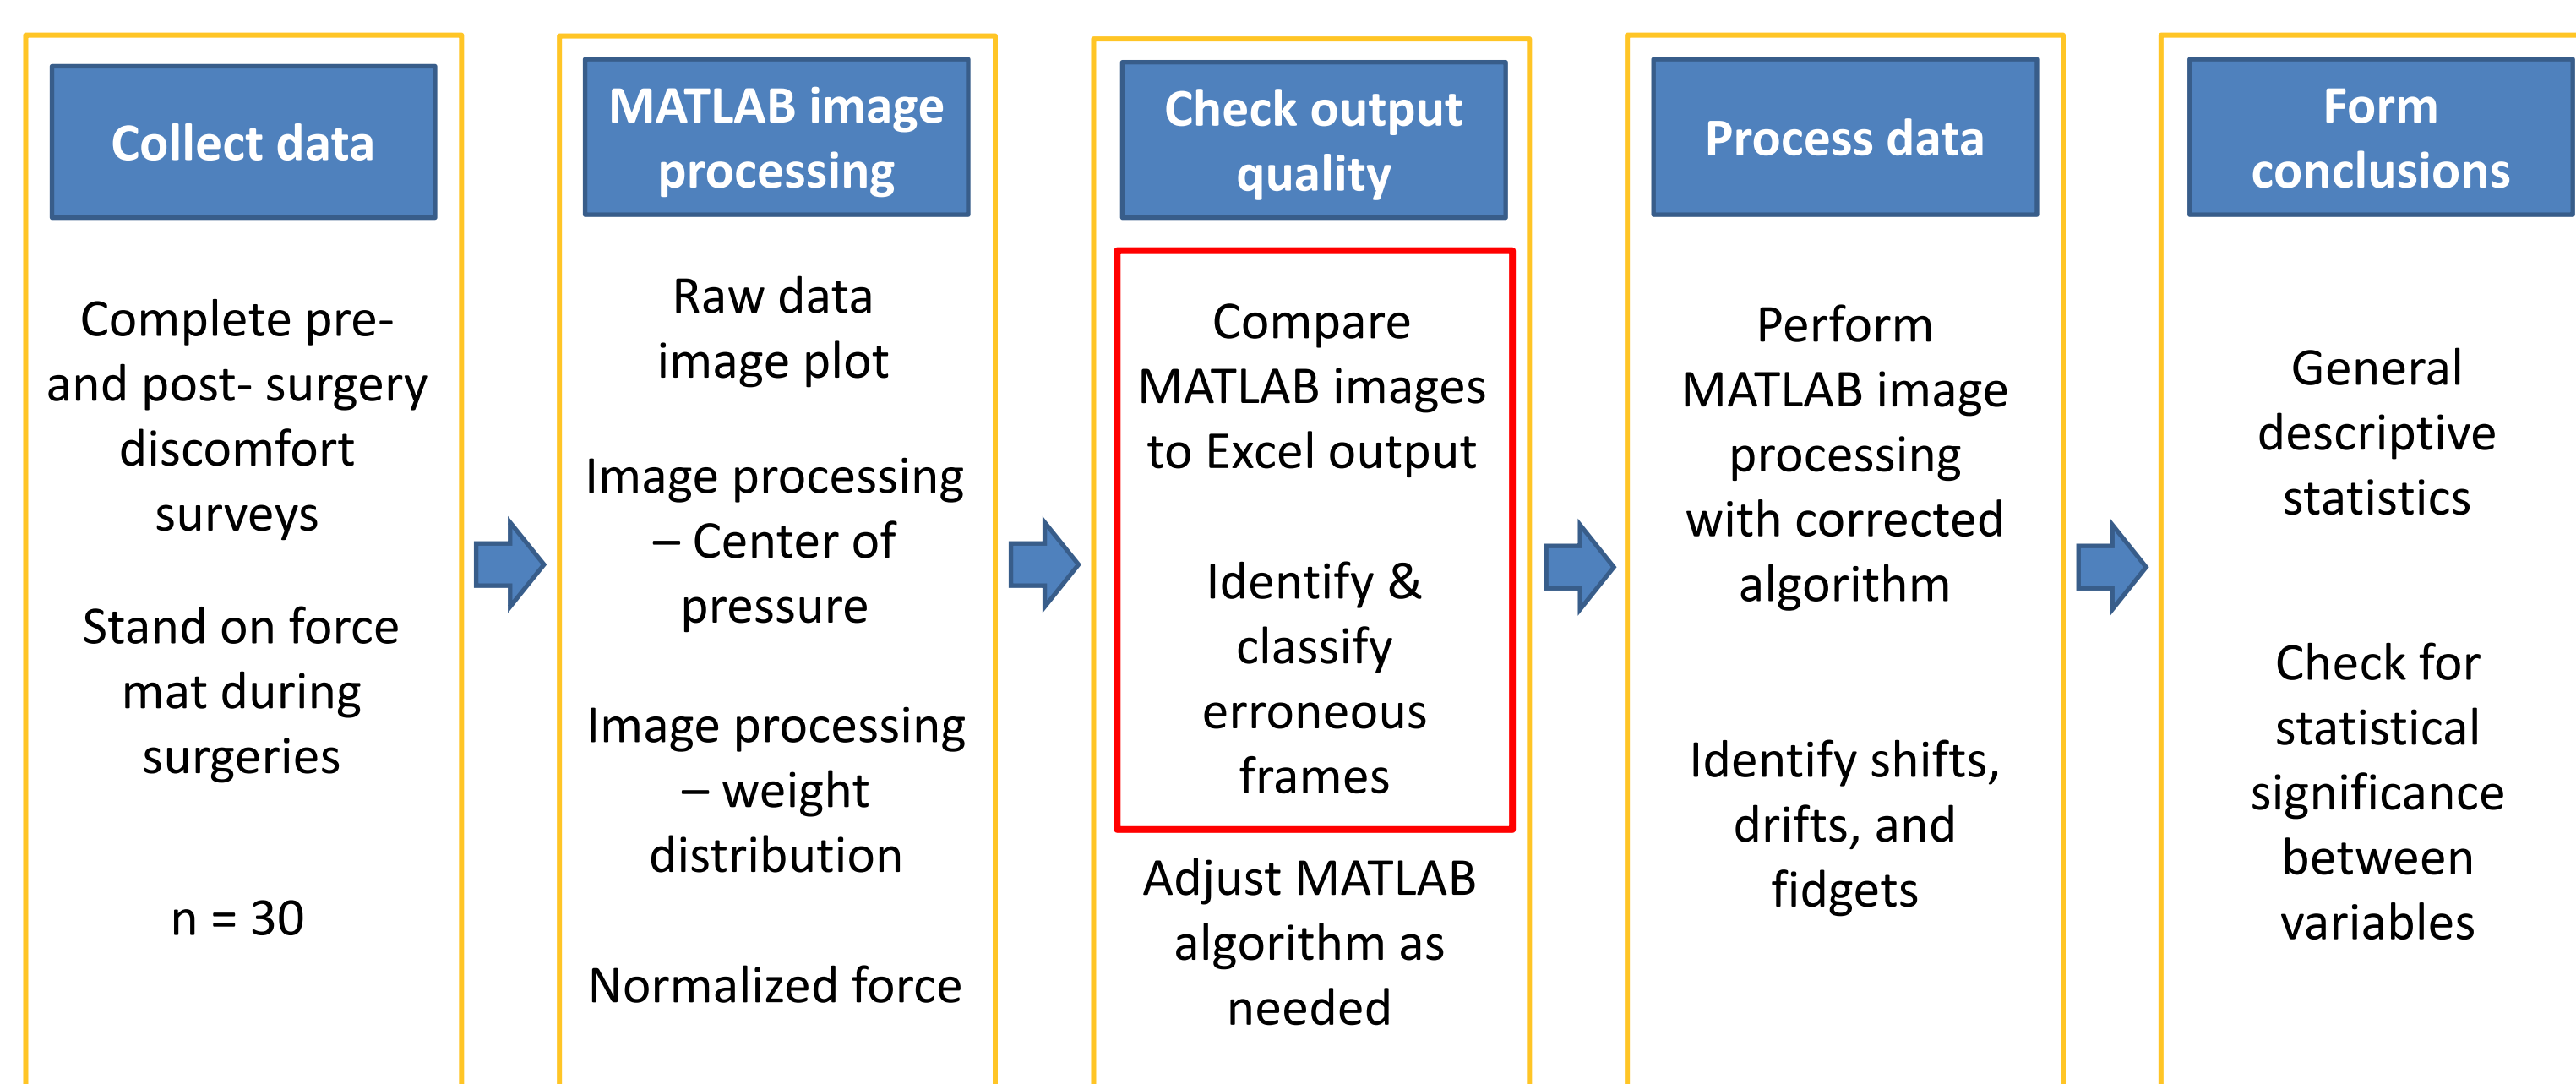 Collect data
Complete pre-
and post- surgery
discomfort
surveys
Stand on force
mat during
surgeries
n = 30
MATLAB image
processing
Raw data
image plot
Image processing
– Center of
pressure
Image processing
– weight
distribution
Normalized force
Check output
quality
Compare
MATLAB images
to Excel output
Identify &
classify
erroneous
frames
Adjust MATLAB
algorithm as
needed
Process data
Perform
MATLAB image
processing
with corrected
algorithm
Identify shifts,
drifts, and
fidgets
Form
conclusions
General
descriptive
statistics
Check for
statistical
significance
between
variables